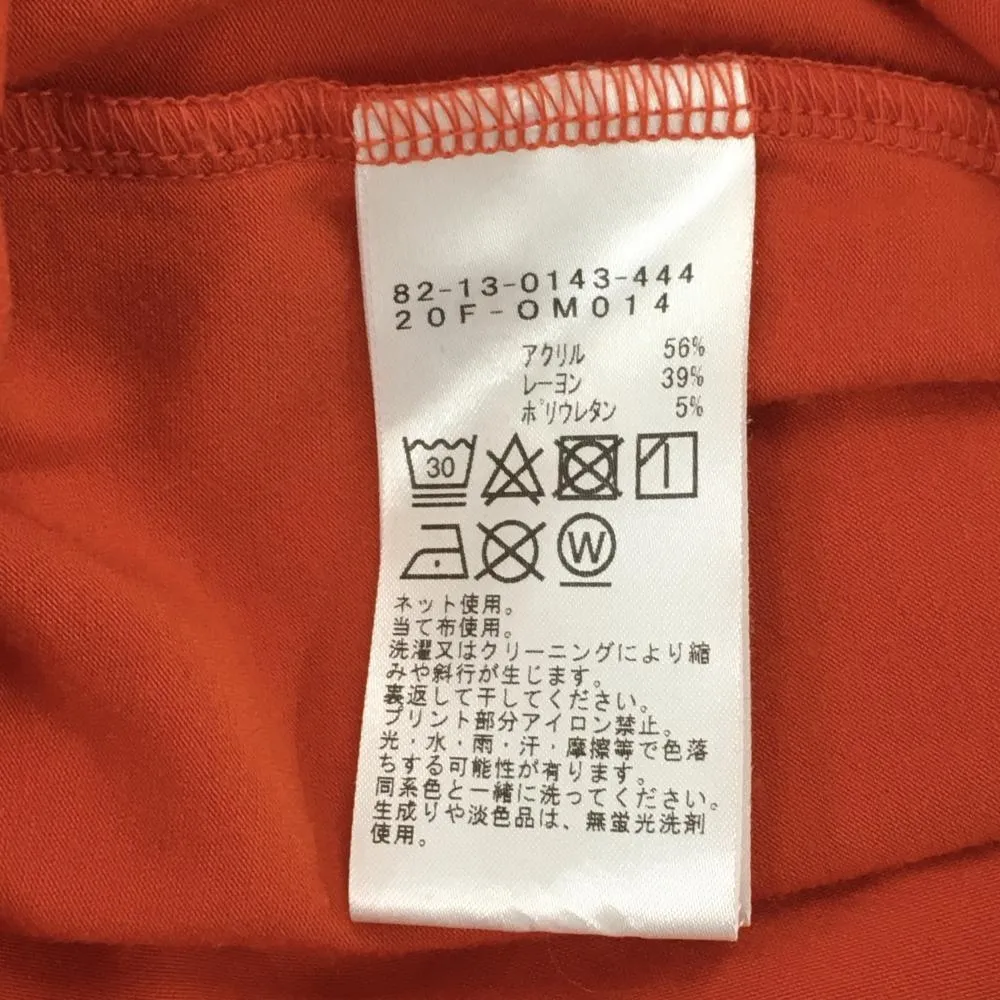 82-13-0143-444
20F-OM014
アクリル 56%
レーヨン 39%
ポリウレタン 5%
30
W
ネット使用。
当て布使用。
洗濯又はクリーニングにより縮
みや斜行が生じます。
裏返して干してください。
プリント部分アイロン禁止。
光・水・雨・汗・摩擦等で色落
ちする可能性が有ります。
同系色と一緒に洗ってください。
生成りや淡色品は、無蛍光洗剤
使用。